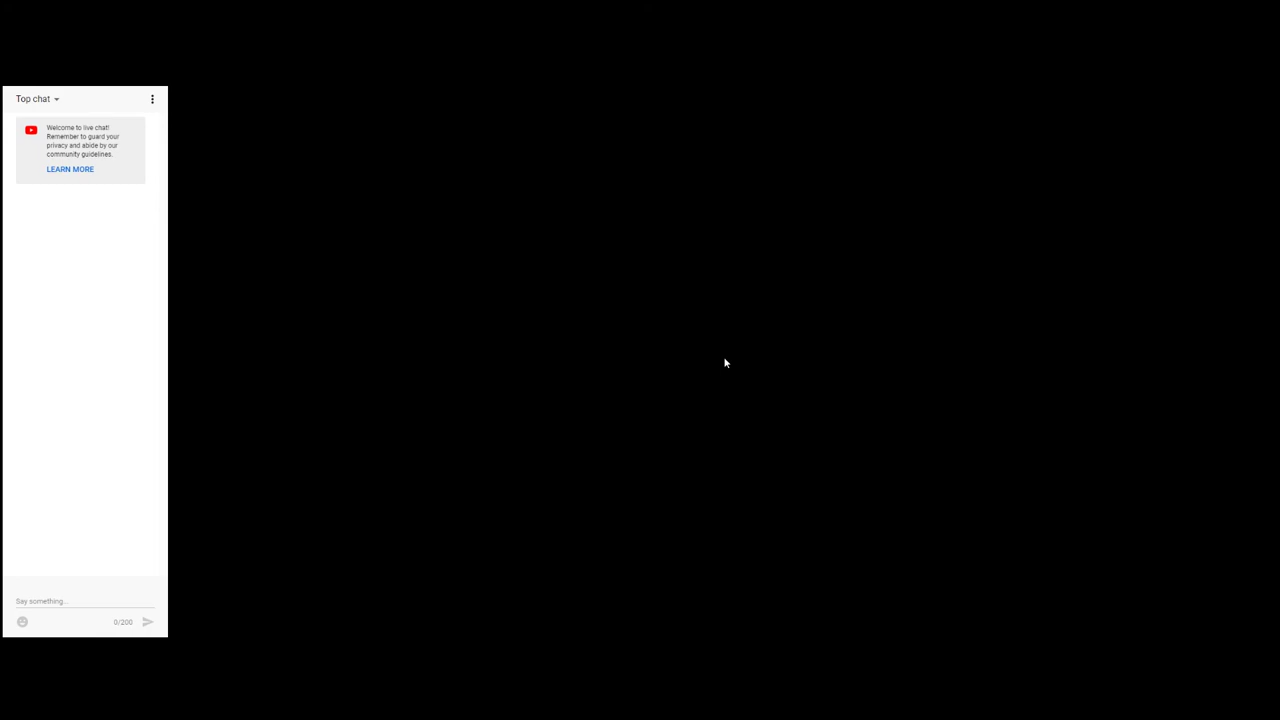 Top chat
Welcome to live chat!
Remember to guard your
privacy and abide by our
community guidelines.
LEARN MORE
Say something...
0/200